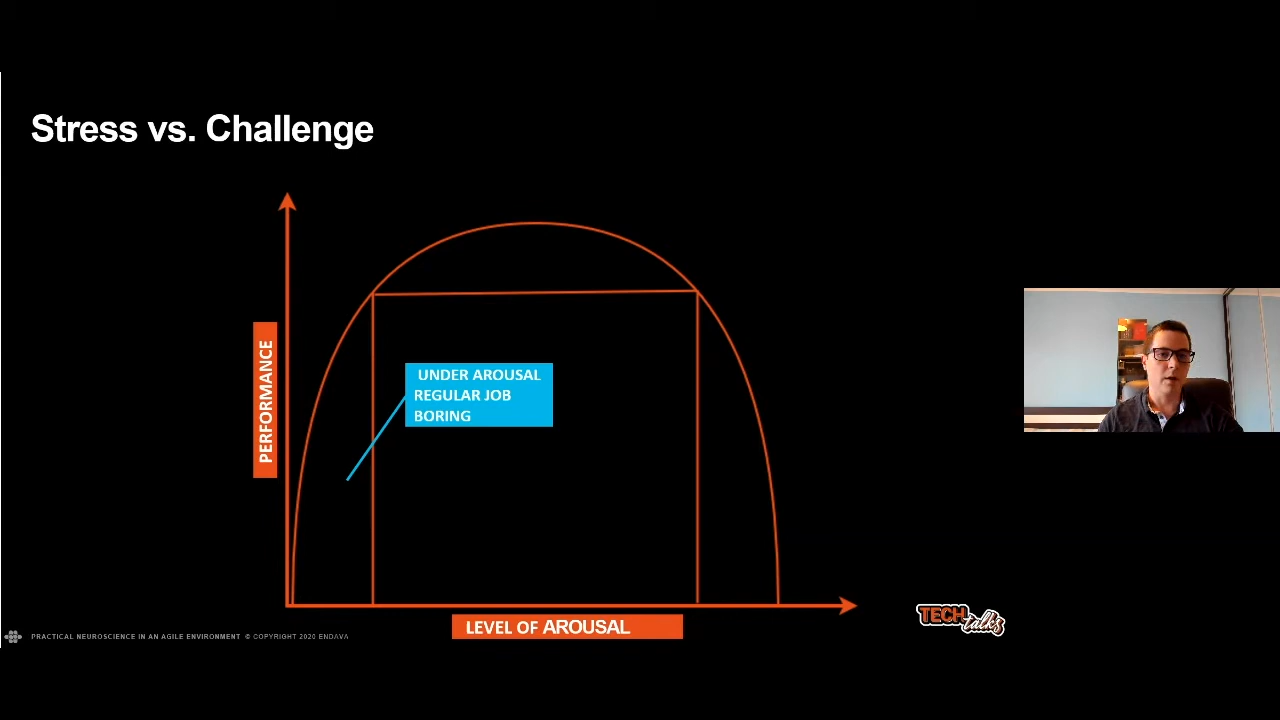 Stress vs. Challenge
PERFORMANCE
UNDER AROUSAL
REGULAR JOB
BORING
LEVEL OF AROUSAL
PRACTICAL NEUROSCIENCE IN AN AGILE ENVIRONMENT © COPYRIGHT 2020 ENDAVA
TECH
talks